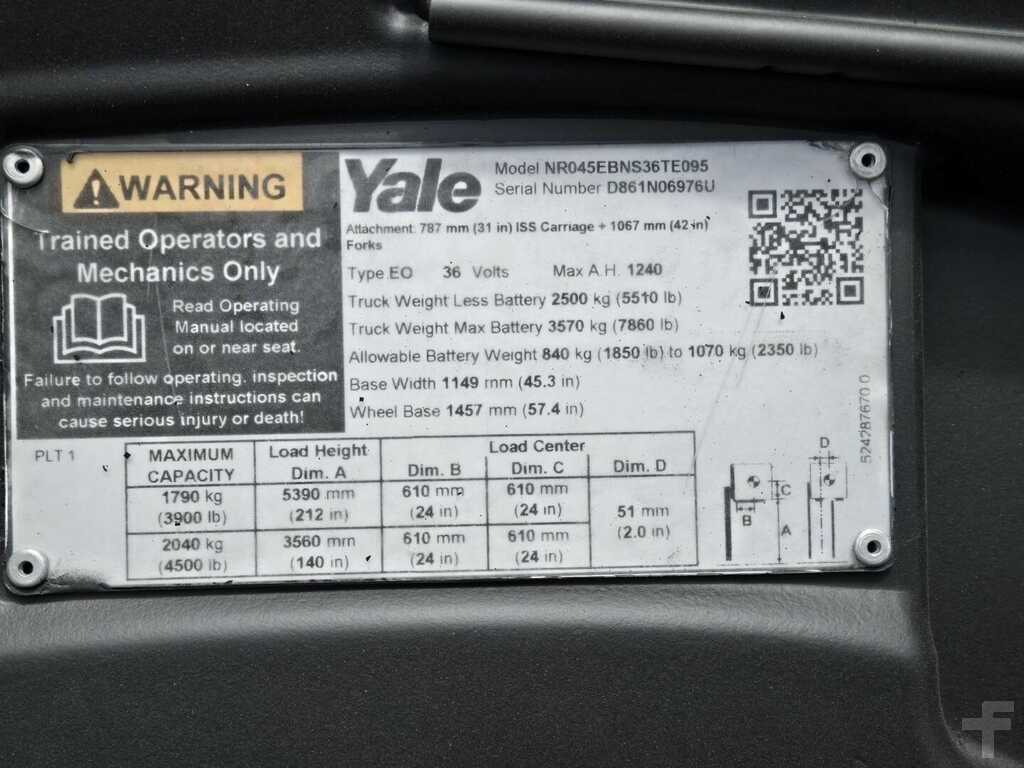 WARNING
Trained Operators and
Mechanics Only
Read Operating
Manual located
on or near seat.
Failure to follow operating, inspection
and maintenance instructions can
cause serious injury or death!
Yale
Model NR045EBNS36TE095
Serial Number D861N06976U
Attachment: 787 mm (31 in) ISS Carriage + 1067 mm (42 in)
Forks
Type EO 36 Volts Max A.H. 1240
Truck Weight Less Battery 2500 kg (5510 lb)
Truck Weight Max Battery 3570 kg (7860 lb)
Allowable Battery Weight 840 kg (1850 lb) to 1070 kg (2350 lb)
Base Width 1149 mm (45.3 in)
Wheel Base 1457 mm (57.4 in)
PLT 1
MAXIMUM CAPACITY Load Height Dim. A Load Center
Dim. B Dim. C Dim. D
1790 kg 5390 mm 610 mm 610 mm 51 mm
(3900 lb) (212 in) (24 in) (24 in) (2.0 in)
2040 kg 3560 mm 610 mm 610 mm
(4500 lb) (140 in) (24 in) (24 in)
524287670 0
D
C
B
A
f